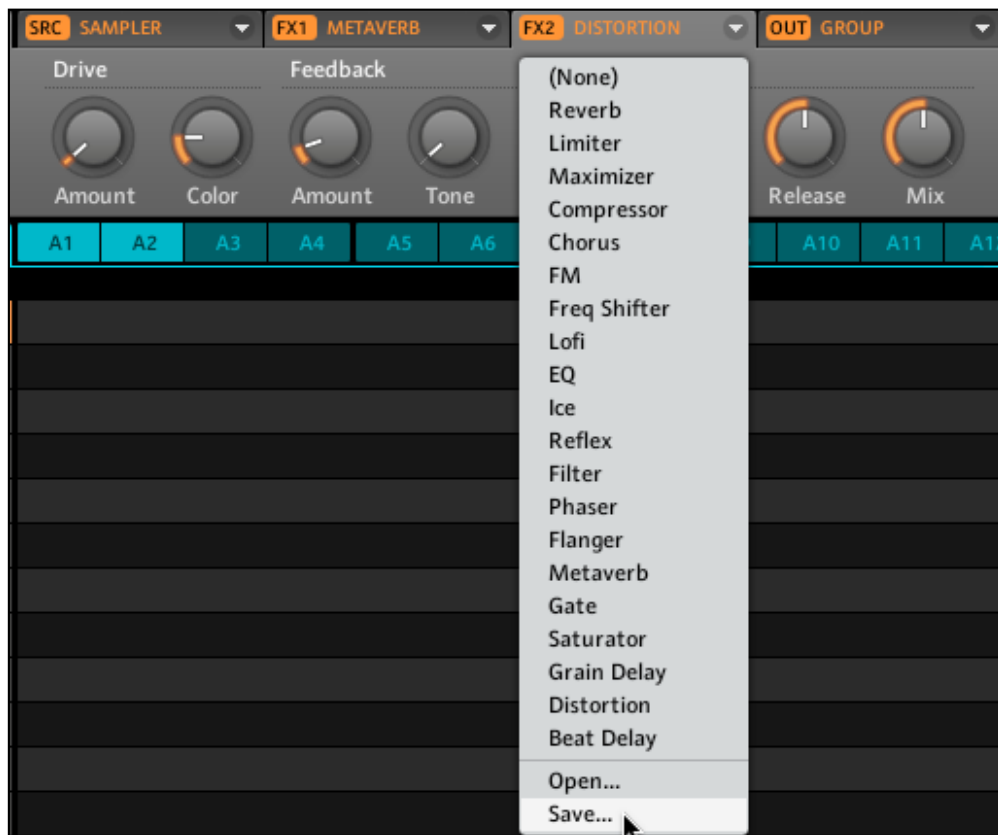 SRC SAMPLER FX1 METAVERB FX2 DISTORTION OUT GROUP
Drive Feedback
Amount Color Amount Tone Release Mix
A1 A2 A3 A4 A5 A6 A10 A11
(None)
Reverb
Limiter
Maximizer
Compressor
Chorus
FM
Freq Shifter
Lofi
EQ
Ice
Reflex
Filter
Phaser
Flanger
Metaverb
Gate
Saturator
Grain Delay
Distortion
Beat Delay
Open...
Save...